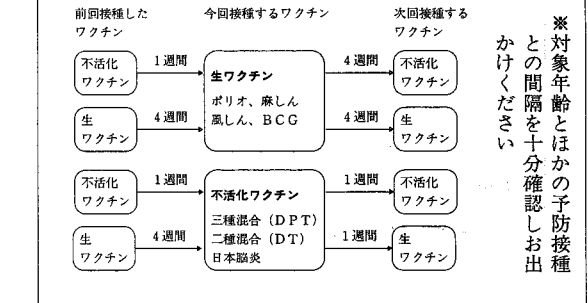 ※対象年齢とほかの予防接種
との間隔を十分確認しお出
かけください
前回接種した
ワクチン
今回接種するワクチン
次回接種する
ワクチン
不活化
ワクチン
1週間
生ワクチン
ポリオ、麻しん
風しん、BCG
4週間
不活化
ワクチン
生
ワクチン
4週間
4週間
生
ワクチン
不活化
ワクチン
1週間
不活化ワクチン
三種混合(DPT)
二種混合(DT)
日本脳炎
1週間
不活化
ワクチン
生
ワクチン
4週間
1週間
生
ワクチン